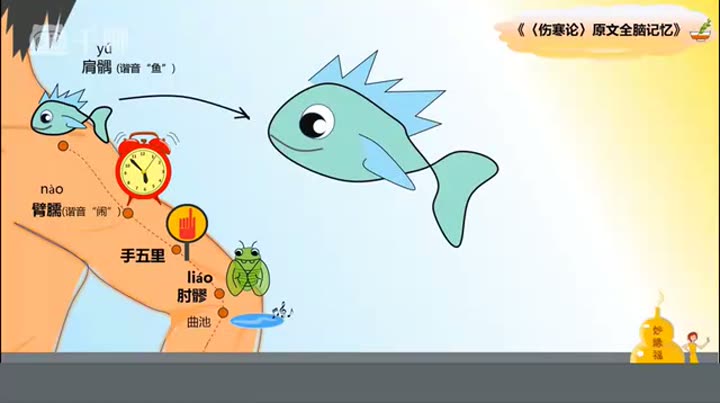 《〈伤寒论〉原文全脑记忆》
yú
肩髃(谐音“鱼”)
nào
臂臑(谐音“闹”)
手五里
liáo
肘髎
曲池
妙缘福